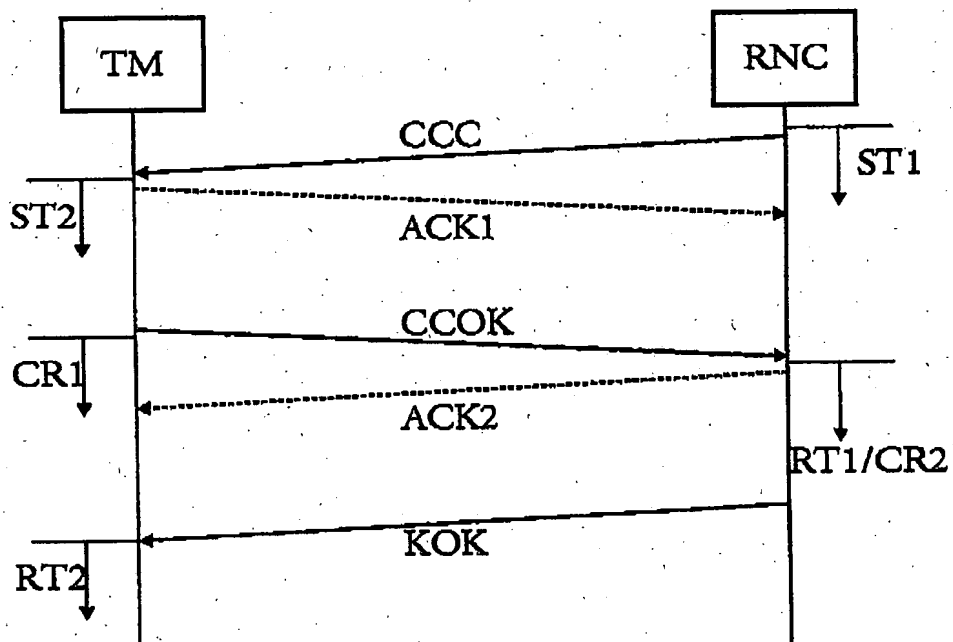 TM
RNC
CCC
ST1
ST2
ACK1
CCOK
CR1
ACK2
RT1/CR2
KOK
RT2